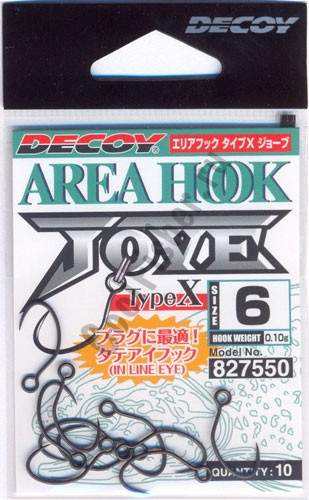 DECOY
DECOY® エリアフック タイプX ジョーブ
AREA HOOK
JOYE
TypeX
SIZE 6
HOOK WEIGHT 0.10g
プラグに最適!
タテアイフック
(IN LINE EYE)
Model No.
827550
QUANTITY : 10